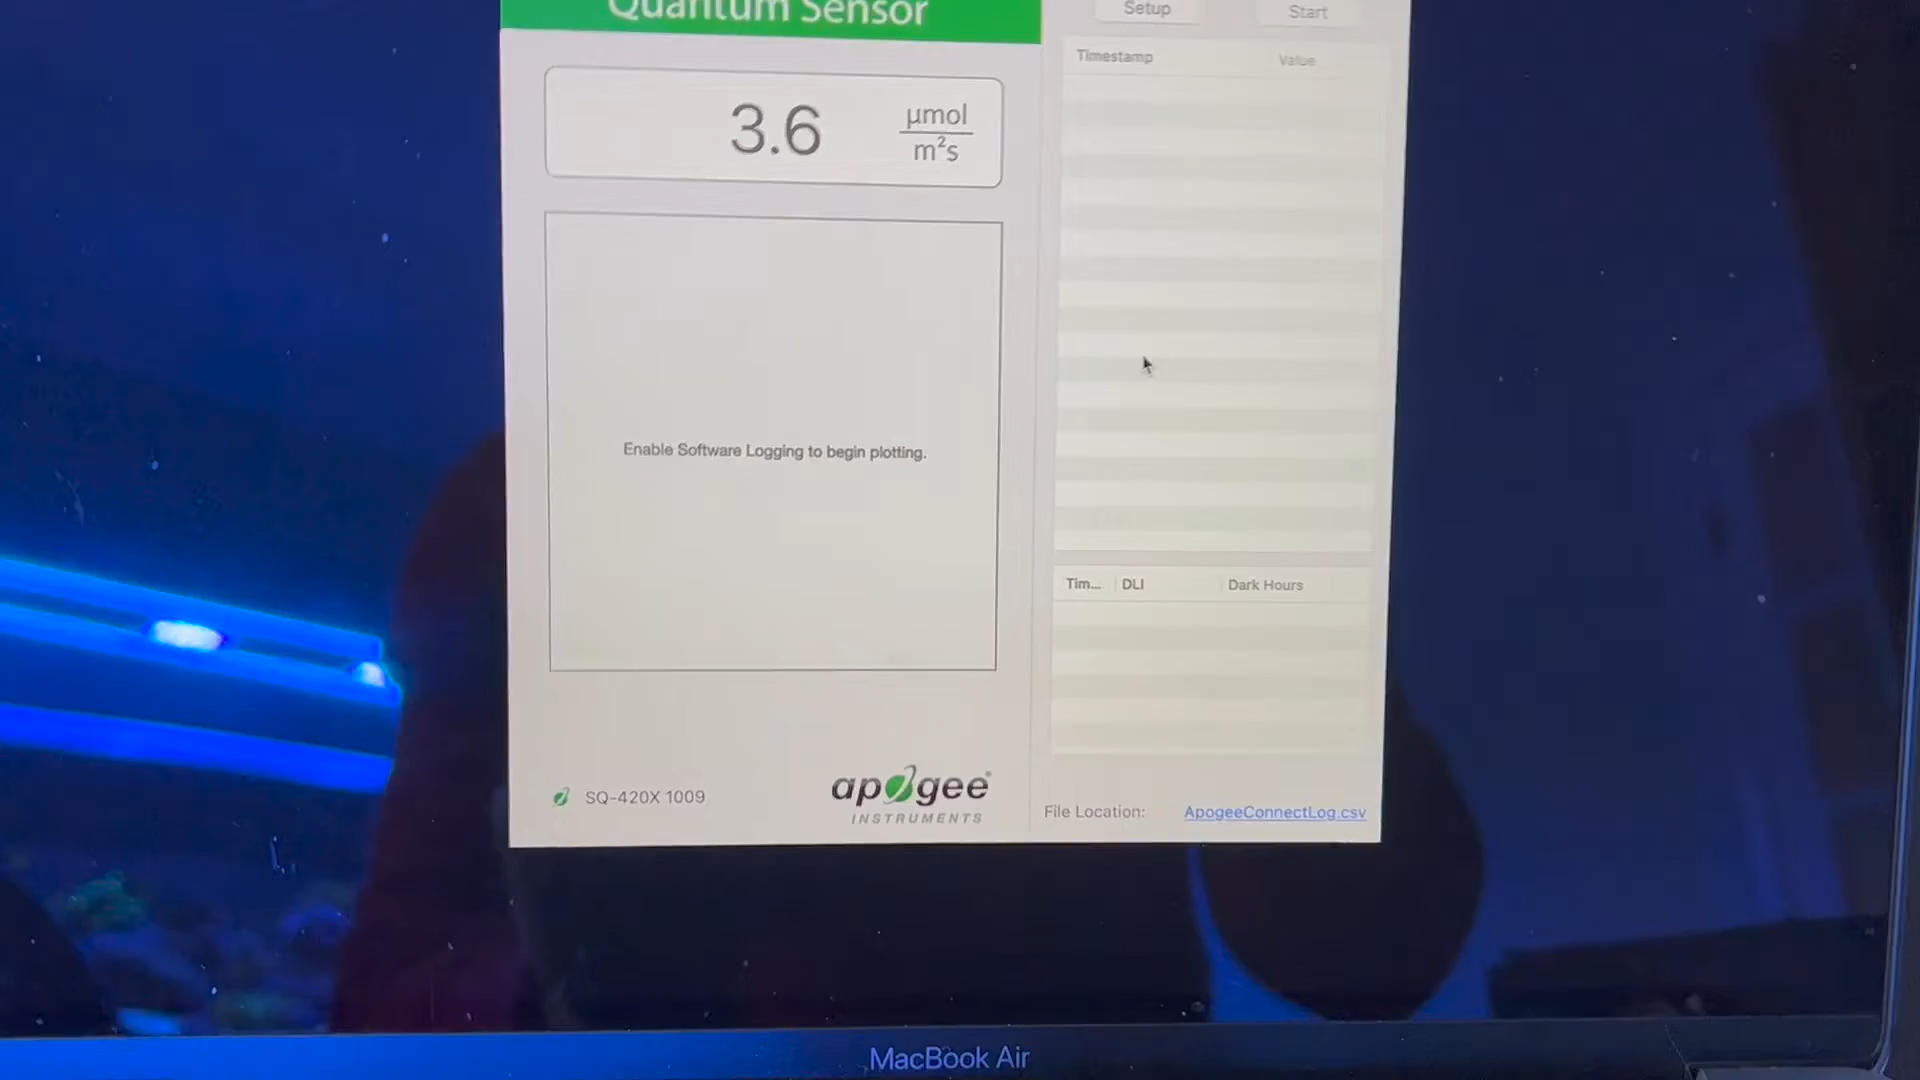 Quantum Sensor
3.6 µmol
m²s
Enable Software Logging to begin plotting.
SQ-420X 1009
apogee
INSTRUMENTS
Setup Start
Timestamp Value
Tim... DLI Dark Hours
File Location: ApogeeConnectLog.csv
MacBook Air